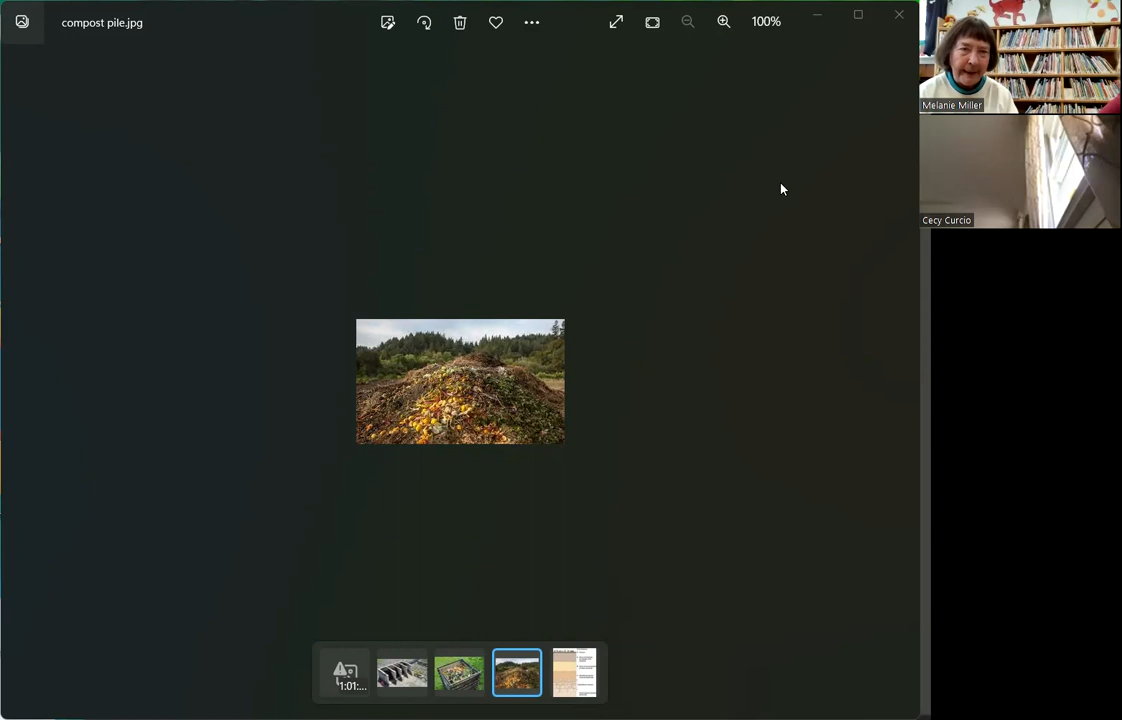 compost pile.jpg
100%
Melanie Miller
Cecy Curcio
1:01:...